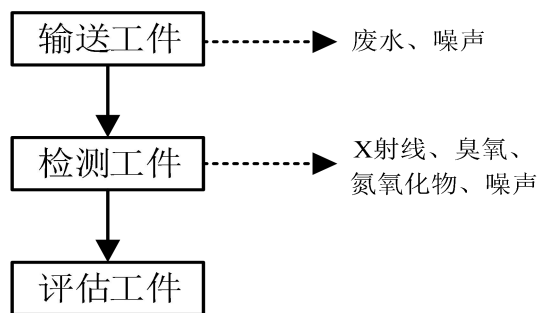 输送工件
废水、噪声
检测工件
X射线、臭氧、
氮氧化物、噪声
评估工件